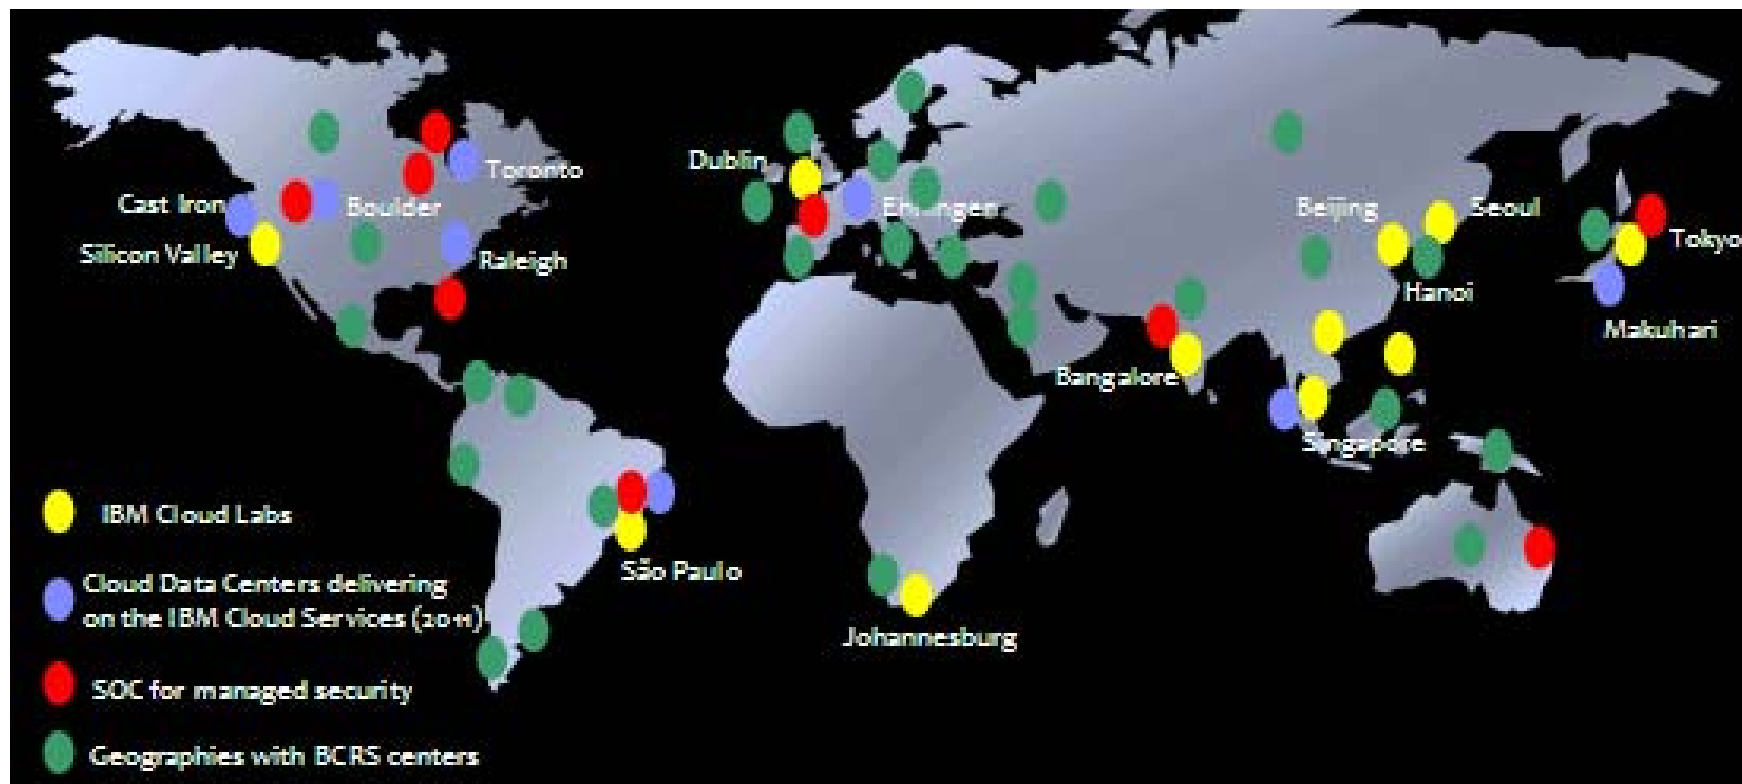 Dublin
Toronto
Cast Iron
Boulder
Ehningen
Beijing
Seoul
Silicon Valley
Raleigh
Tokyo
Hanoi
Makuhari
Bangalore
Singapore
IBM Cloud Labs
São Paulo
Cloud Data Centers delivering
on the IBM Cloud Services (2011)
Johannesburg
SOC for managed security
Geographies with BCRS centers